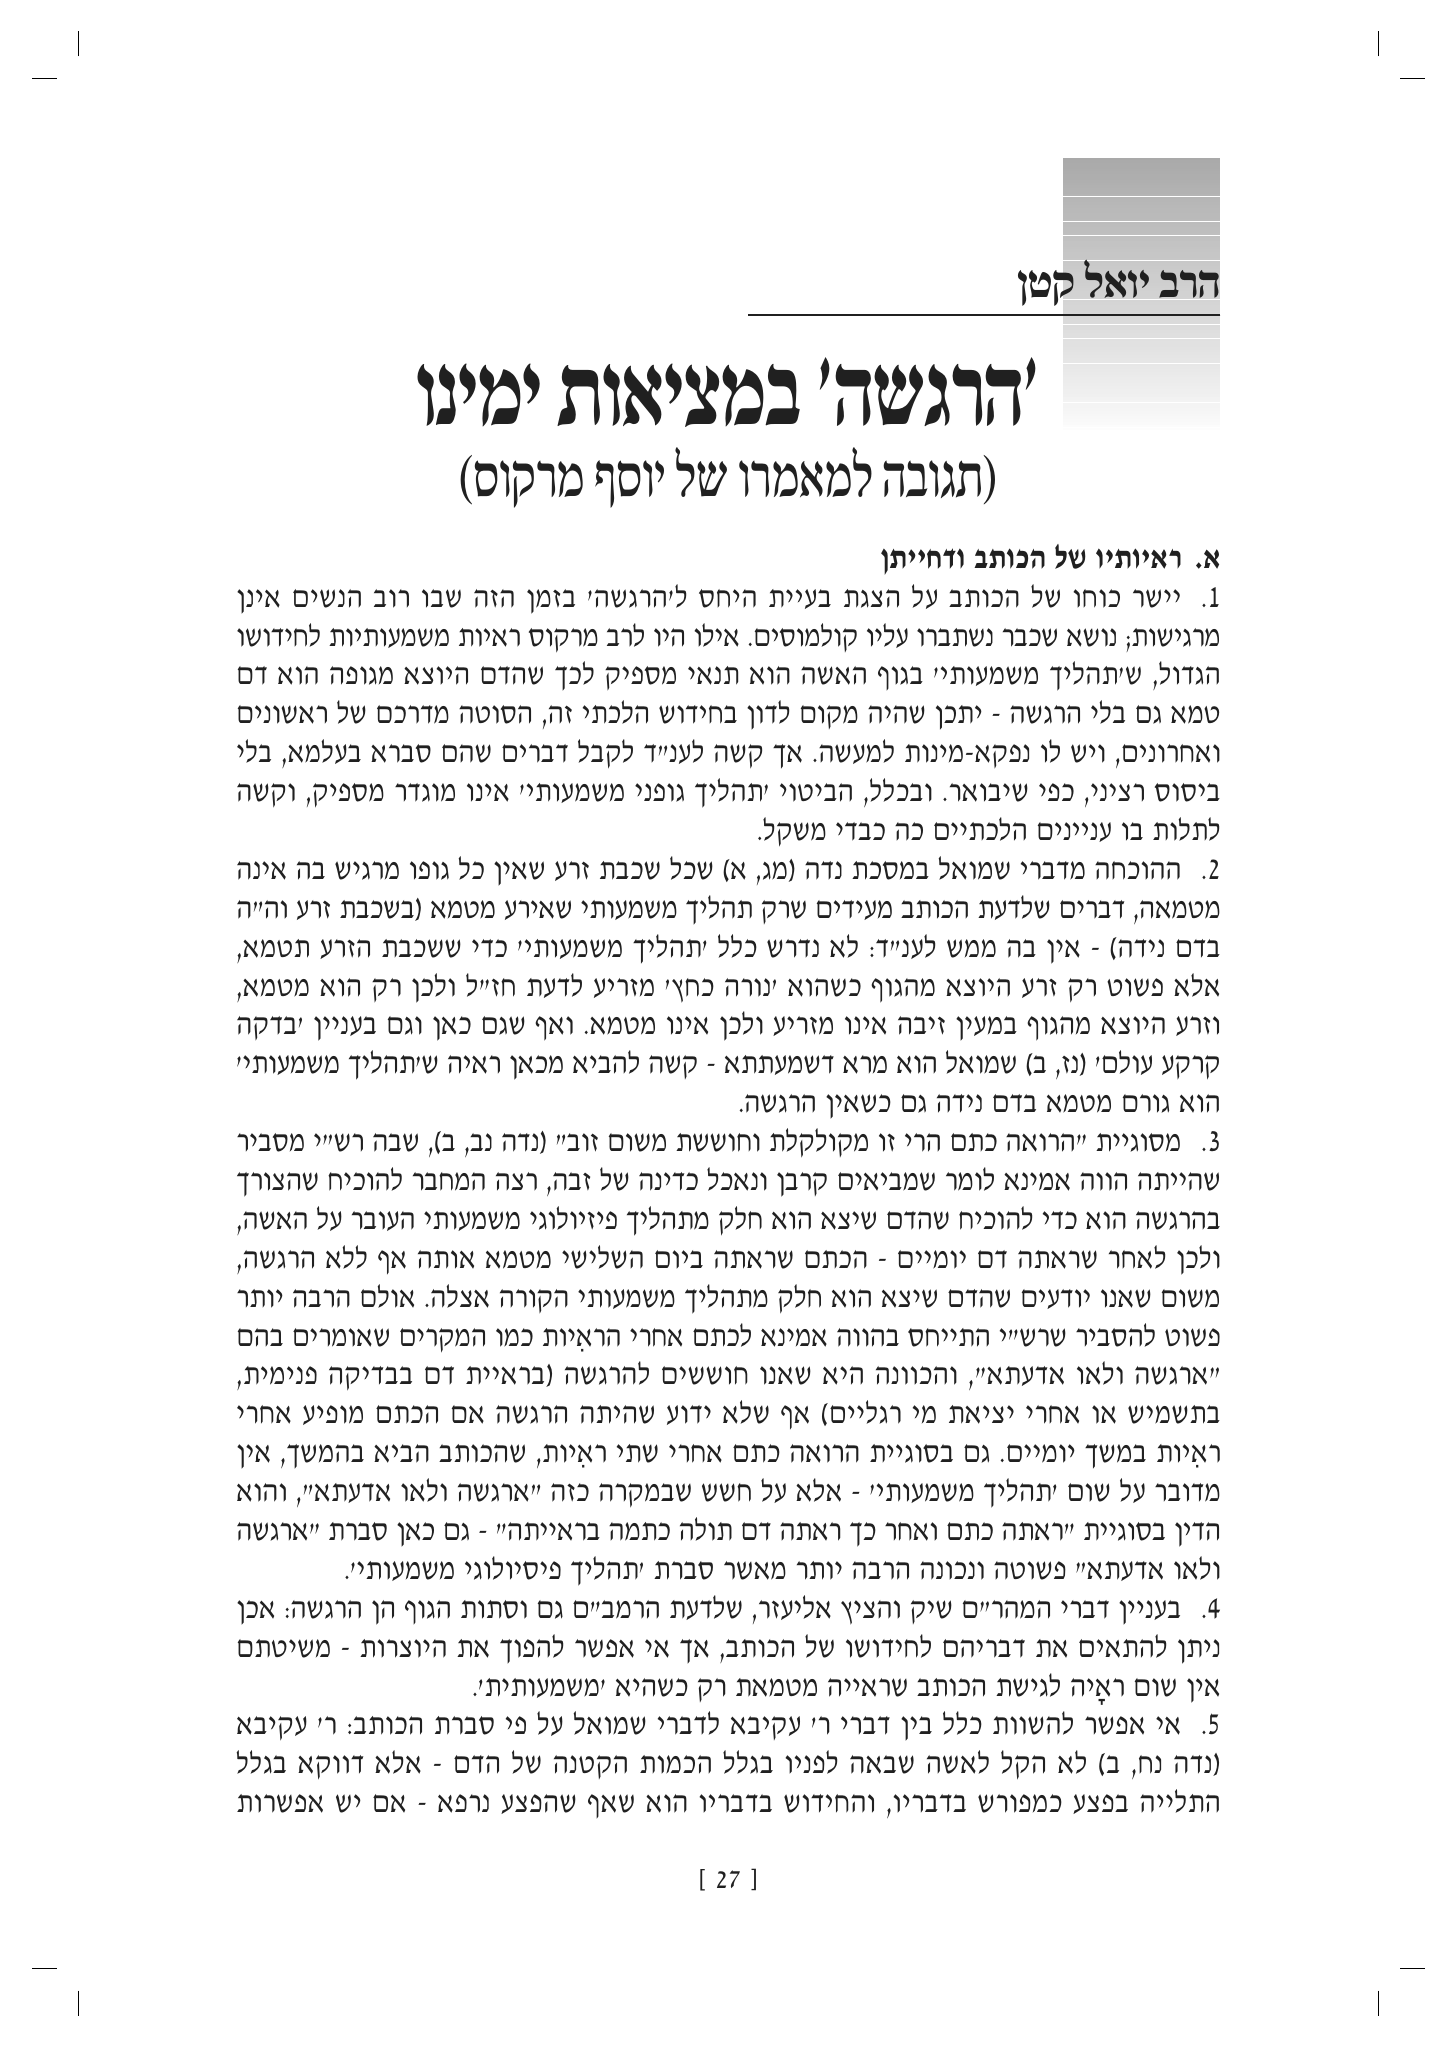 הרב יואל קטן
'הרגשה' במציאות ימינו
(תגובה למאמרו של יוסף מרקוס)
א. ראיותיו של הכותב ודחייתן
1. יישר כוחו של הכותב על הצגת בעיית היחס ל'הרגשה' בזמן הזה שבו רוב הנשים אינן
מרגישות; נושא שכבר נשתברו עליו קולמוסים. אילו היו לרב מרקוס ראיות משמעותיות לחידושו
הגדול, ש'תהליך משמעותי' בגוף האשה הוא תנאי מספיק לכך שהדם היוצא מגופה הוא דם
טמא גם בלי הרגשה - יתכן שהיה מקום לדון בחידוש הלכתי זה, הסוטה מדרכם של ראשונים
ואחרונים, ויש לו נפקא-מינות למעשה. אך קשה לענ"ד לקבל דברים שהם סברא בעלמא, בלי
ביסוס רציני, כפי שיבואר. ובכלל, הביטוי 'תהליך גופני משמעותי' אינו מוגדר מספיק, וקשה
לתלות בו עניינים הלכתיים כה כבדי משקל.
2. ההוכחה מדברי שמואל במסכת נדה (מג, א) שכל שכבת זרע שאין כל גופו מרגיש בה אינה
מטמאה, דברים שלדעת הכותב מעידים שרק תהליך משמעותי שאירע מטמא (בשכבת זרע וה"ה
בדם נידה) - אין בה ממש לענ"ד: לא נדרש כלל 'תהליך משמעותי' כדי ששכבת הזרע תטמא,
אלא פשוט רק זרע היוצא מהגוף כשהוא 'נורה כחץ' מזריע לדעת חז"ל ולכן רק הוא מטמא,
וזרע היוצא מהגוף במעין זיבה אינו מזריע ולכן אינו מטמא. ואף שגם כאן וגם בעניין 'בדקה
קרקע עולם' (נז, ב) שמואל הוא מרא דשמעתתא - קשה להביא מכאן ראיה ש'תהליך משמעותי'
הוא גורם מטמא בדם נידה גם כשאין הרגשה.
3. מסוגיית "הרואה כתם הרי זו מקולקלת וחוששת משום זוב" (נדה נב, ב), שבה רש"י מסביר
שהייתה הווה אמינא לומר שמביאים קרבן ונאכל כדינה של זבה, רצה המחבר להוכיח שהצורך
בהרגשה הוא כדי להוכיח שהדם שיצא הוא חלק מתהליך פיזיולוגי משמעותי העובר על האשה,
ולכן לאחר שראתה דם יומיים - הכתם שראתה ביום השלישי מטמא אותה אף ללא הרגשה,
משום שאנו יודעים שהדם שיצא הוא חלק מתהליך משמעותי הקורה אצלה. אולם הרבה יותר
פשוט להסביר שרש"י התייחס בהווה אמינא לכתם אחרי הראִיות כמו המקרים שאומרים בהם
"ארגשה ולאו אדעתא", והכוונה היא שאנו חוששים להרגשה (בראיית דם בבדיקה פנימית,
בתשמיש או אחרי יציאת מי רגליים) אף שלא ידוע שהיתה הרגשה אם הכתם מופיע אחרי
ראִיות במשך יומיים. גם בסוגיית הרואה כתם אחרי שתי ראִיות, שהכותב הביא בהמשך, אין
מדובר על שום 'תהליך משמעותי' - אלא על חשש שבמקרה כזה "ארגשה ולאו אדעתא", והוא
הדין בסוגיית "ראתה כתם ואחר כך ראתה דם תולה כתמה בראייתה" - גם כאן סברת "ארגשה
ולאו אדעתא" פשוטה ונכונה הרבה יותר מאשר סברת 'תהליך פיסיולוגי משמעותי'.
4. בעניין דברי המהר"ם שיק והציץ אליעזר, שלדעת הרמב"ם גם וסתות הגוף הן הרגשה: אכן
ניתן להתאים את דבריהם לחידושו של הכותב, אך אי אפשר להפוך את היוצרות - משיטתם
אין שום ראָיה לגישת הכותב שראייה מטמאת רק כשהיא 'משמעותית'.
5. אי אפשר להשוות כלל בין דברי ר' עקיבא לדברי שמואל על פי סברת הכותב: ר' עקיבא
(נדה נח, ב) לא הקל לאשה שבאה לפניו בגלל הכמות הקטנה של הדם - אלא דווקא בגלל
התלייה בפצע כמפורש בדבריו, והחידוש בדבריו הוא שאף שהפצע נרפא - אם יש אפשרות
[ 27 ]